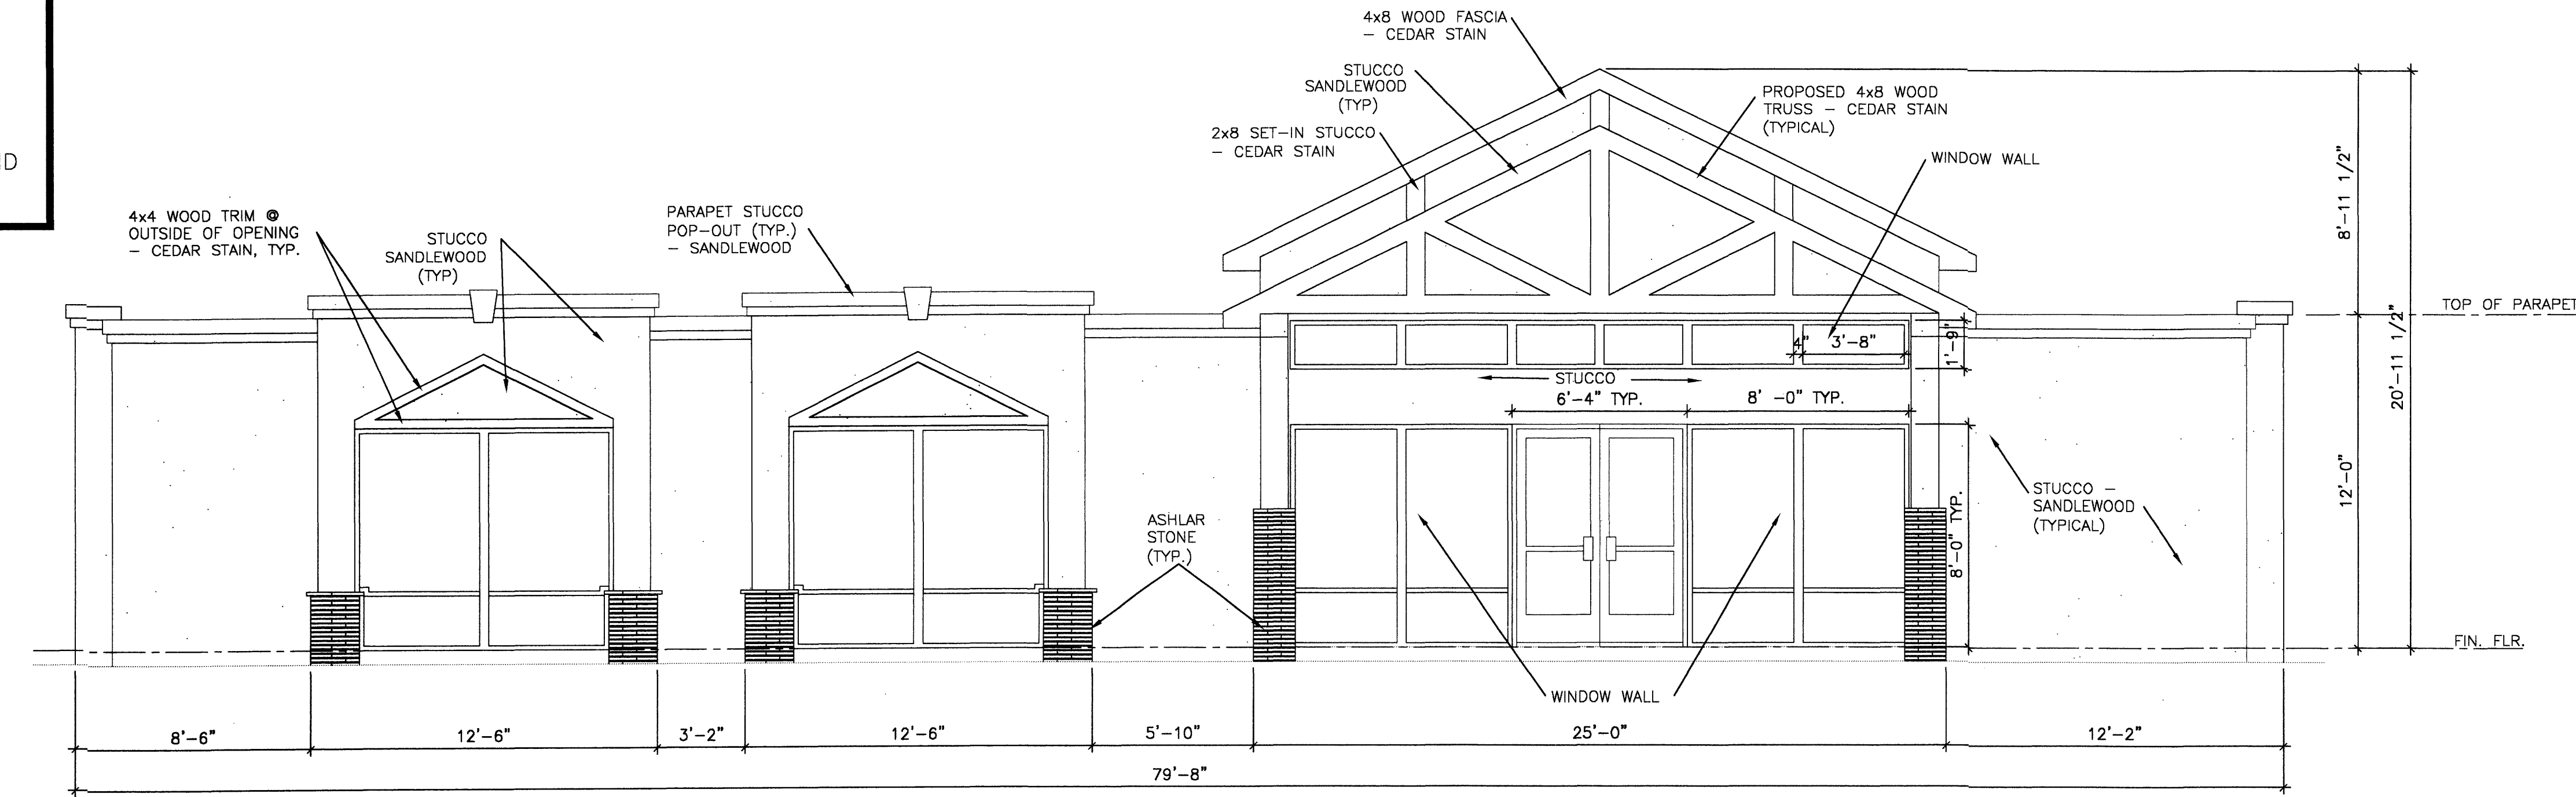 4x8 WOOD FASCIA
– CEDAR STAIN
STUCCO
SANDLEWOOD
(TYP)
2x8 SET–IN STUCCO
– CEDAR STAIN
PROPOSED 4x8 WOOD
TRUSS – CEDAR STAIN
(TYPICAL)
WINDOW WALL
4x4 WOOD TRIM @
OUTSIDE OF OPENING
– CEDAR STAIN, TYP.
STUCCO
SANDLEWOOD
(TYP)
PARAPET STUCCO
POP–OUT (TYP.)
– SANDLEWOOD
8'–11 1/2"
TOP OF PARAPET
20'–11 1/2"
4"
3'–8"
1'–9"
STUCCO
6'–4" TYP.
8' –0" TYP.
12'–0"
8'–0" TYP.
STUCCO –
SANDLEWOOD
(TYPICAL)
ASHLAR
STONE
(TYP.)
FIN. FLR.
WINDOW WALL
8'–6"
12'–6"
3'–2"
12'–6"
5'–10"
25'–0"
12'–2"
79'–8"